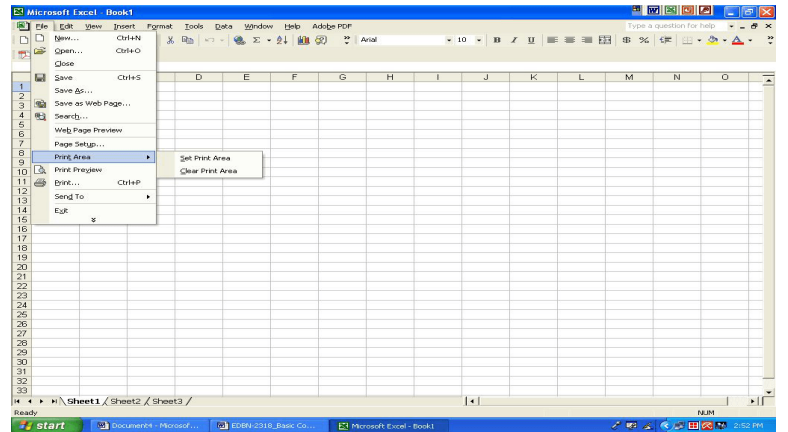 Microsoft Excel - Book1
File Edit View Insert Format Tools Data Window Help Adobe PDF Type a question for help
New... Ctrl+N
Arial 10 B I U $ %
Open... Ctrl+O
Close
Save Ctrl+S
Save As...
Save as Web Page...
Search...
Web Page Preview
Page Setup...
Print Area
Set Print Area
Clear Print Area
Print Preview
Print... Ctrl+P
Send To
Exit
D E F G H I J K L M N O
1
2
3
4
5
6
7
8
9
10
11
12
13
14
15
16
17
18
19
20
21
22
23
24
25
26
27
28
29
30
31
32
33
Sheet1 Sheet2 Sheet3
Ready NUM
start Document4 - Microsof... EDBN-2318_Basic Co... Microsoft Excel - Book1 2:52 PM